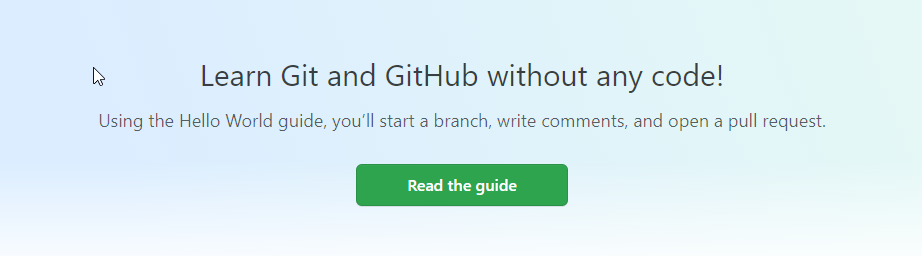 Learn Git and GitHub without any code!
Using the Hello World guide, you’ll start a branch, write comments, and open a pull request.
Read the guide